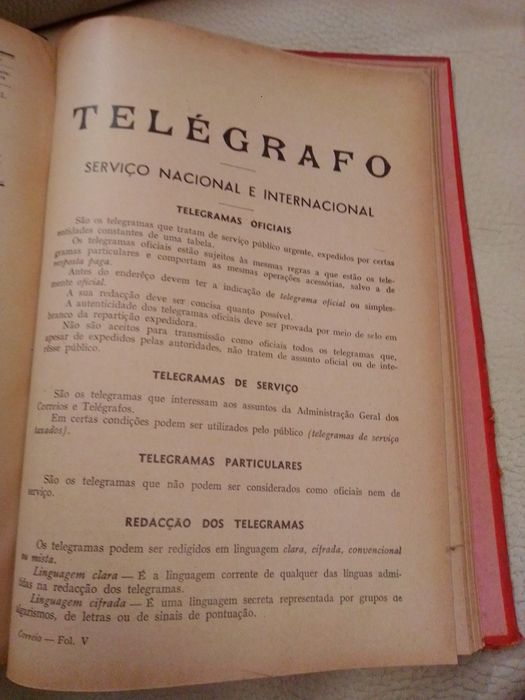 TELÉGRAFO
SERVIÇO NACIONAL E INTERNACIONAL
TELEGRAMAS OFICIAIS
São os telegramas que tratam de serviço público urgente, expedidos por certas
entidades constantes de uma tabela.
Os telegramas oficiais estão sujeitos às mesmas regras a que estão os tele-
gramas particulares e comportam as mesmas operações acessórias, salvo a de
resposta paga.
Antes do enderêço devem ter a indicação de telegrama oficial ou simples-
mente oficial.
A sua redacção deve ser concisa quanto possível.
A autenticidade dos telegramas oficiais deve ser provada por meio de selo em
branco da repartição expedidora.
Não são aceitos para transmissão como oficiais todos os telegramas que,
apesar de expedidos pelas autoridades, não tratem de assunto oficial ou de inte-
rêsse público.
TELEGRAMAS DE SERVIÇO
São os telegramas que interessam aos assuntos da Administração Geral dos
Correios e Telégrafos.
Em certas condições podem ser utilizados pelo público (telegramas de serviço
taxados).
TELEGRAMAS PARTICULARES
São os telegramas que não podem ser considerados como oficiais nem de
serviço.
REDACÇÃO DOS TELEGRAMAS
Os telegramas podem ser redigidos em linguagem clara, cifrada, convencional
ou mista.
Linguagem clara — É a linguagem corrente de qualquer das línguas admi-
tidas na redacção dos telegramas.
Linguagem cifrada — É uma linguagem secreta representada por grupos de
algarismos, de letras ou de sinais de pontuação.
Correio — Fol. V